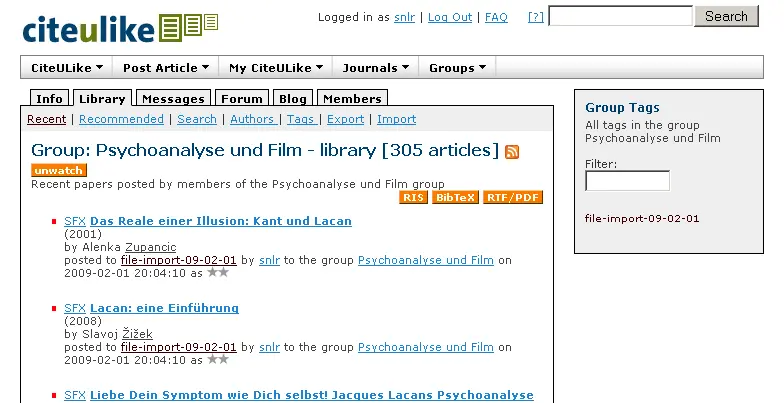 citeulike
Logged in as snlr | Log Out | FAQ [?] Search
CiteULike Post Article My CiteULike Journals Groups
Info Library Messages Forum Blog Members
Recent | Recommended | Search | Authors | Tags | Export | Import
Group: Psychoanalyse und Film - library [305 articles]
unwatch
Recent papers posted by members of the Psychoanalyse und Film group
RIS BibTeX RTF/PDF
SFX Das Reale einer Illusion: Kant und Lacan
(2001)
by Alenka Zupancic
posted to file-import-09-02-01 by snlr to the group Psychoanalyse und Film on
2009-02-01 20:04:10 as ★★
SFX Lacan: eine Einführung
(2008)
by Slavoj Žižek
posted to file-import-09-02-01 by snlr to the group Psychoanalyse und Film on
2009-02-01 20:04:10 as ★★
SFX Liebe Dein Symptom wie Dich selbst! Jacques Lacans Psychoanalyse
Group Tags
All tags in the group
Psychoanalyse und Film
Filter:
file-import-09-02-01